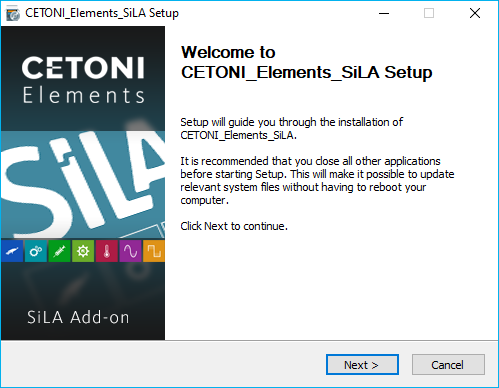 CETONI_Elements_SiLA Setup
CETONI
Elements
SiLA
SiLA Add-on
Welcome to
CETONI_Elements_SiLA Setup
Setup will guide you through the installation of
CETONI_Elements_SiLA.
It is recommended that you close all other applications
before starting Setup. This will make it possible to update
relevant system files without having to reboot your
computer.
Click Next to continue.
Next >
Cancel